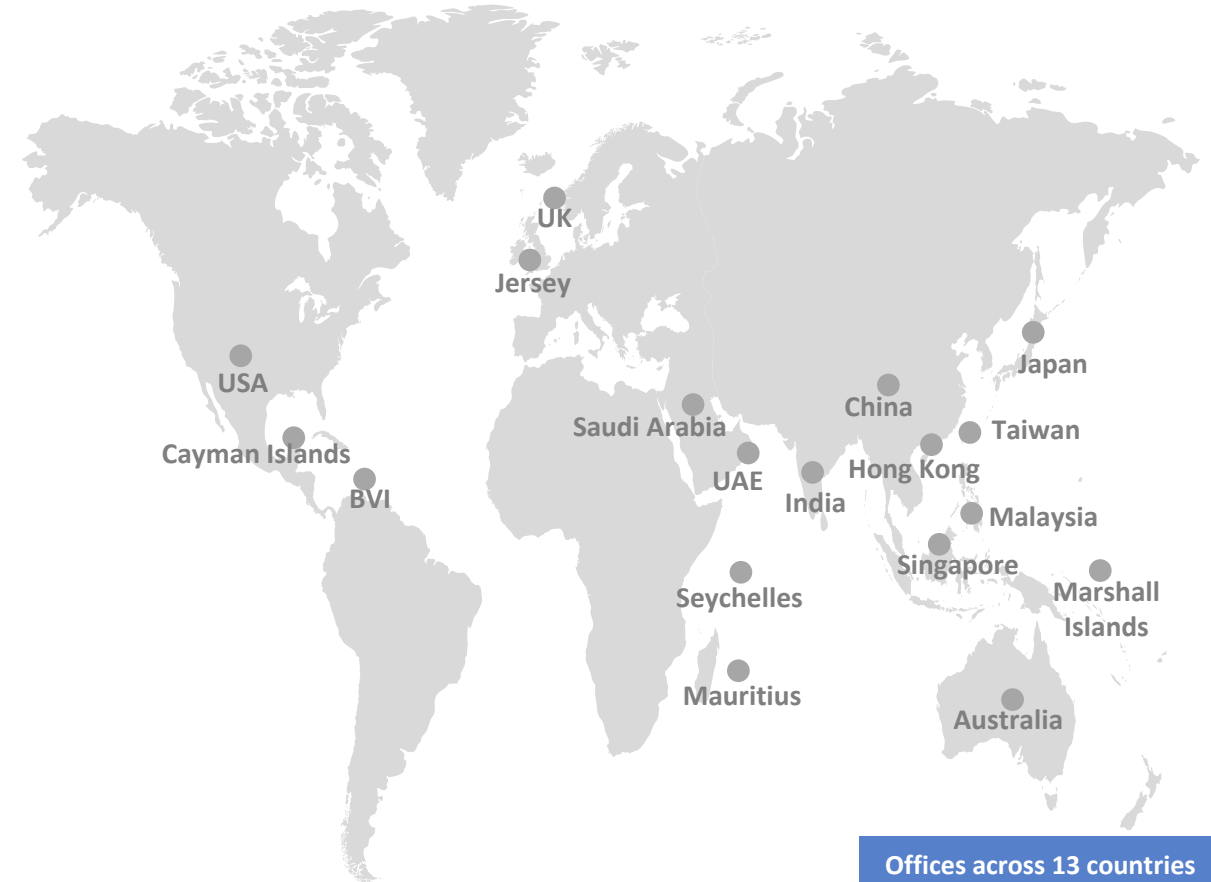 UK
Jersey
USA
Japan
China
Saudi Arabia
Taiwan
Cayman Islands
Hong Kong
UAE
BVI
India
Malaysia
Singapore
Seychelles
Marshall
Islands
Mauritius
Australia
Offices across 13 countries